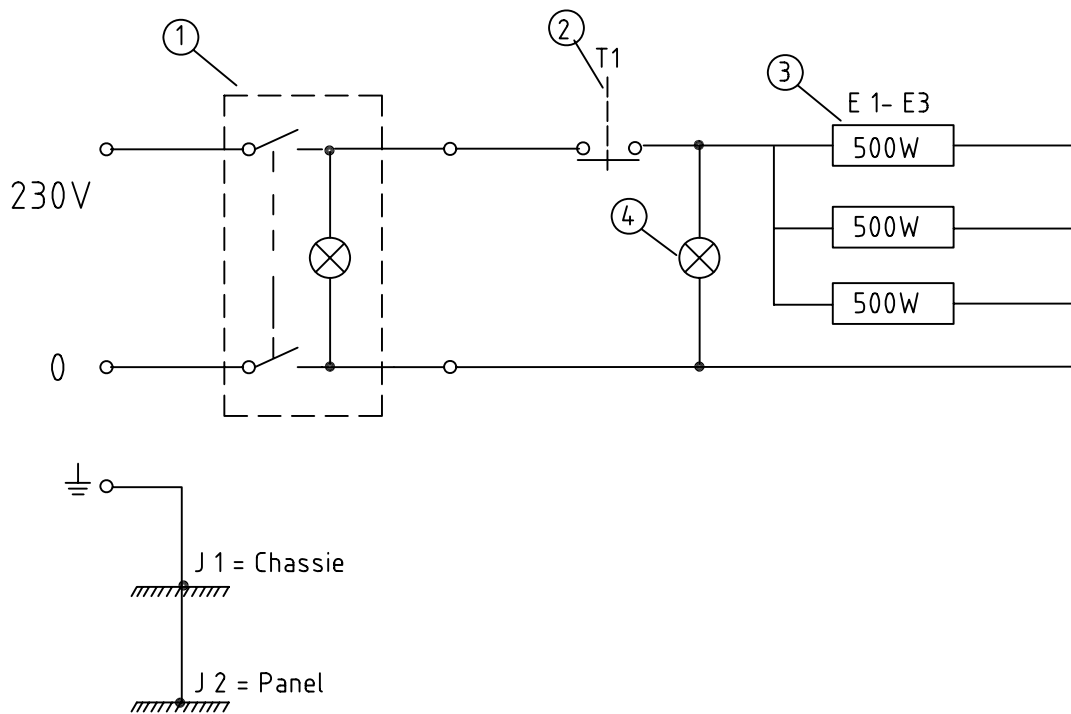 1
2
T1
3
E 1- E3
500W
230V
4
500W
500W
0
J 1 = Chassie
J 2 = Panel